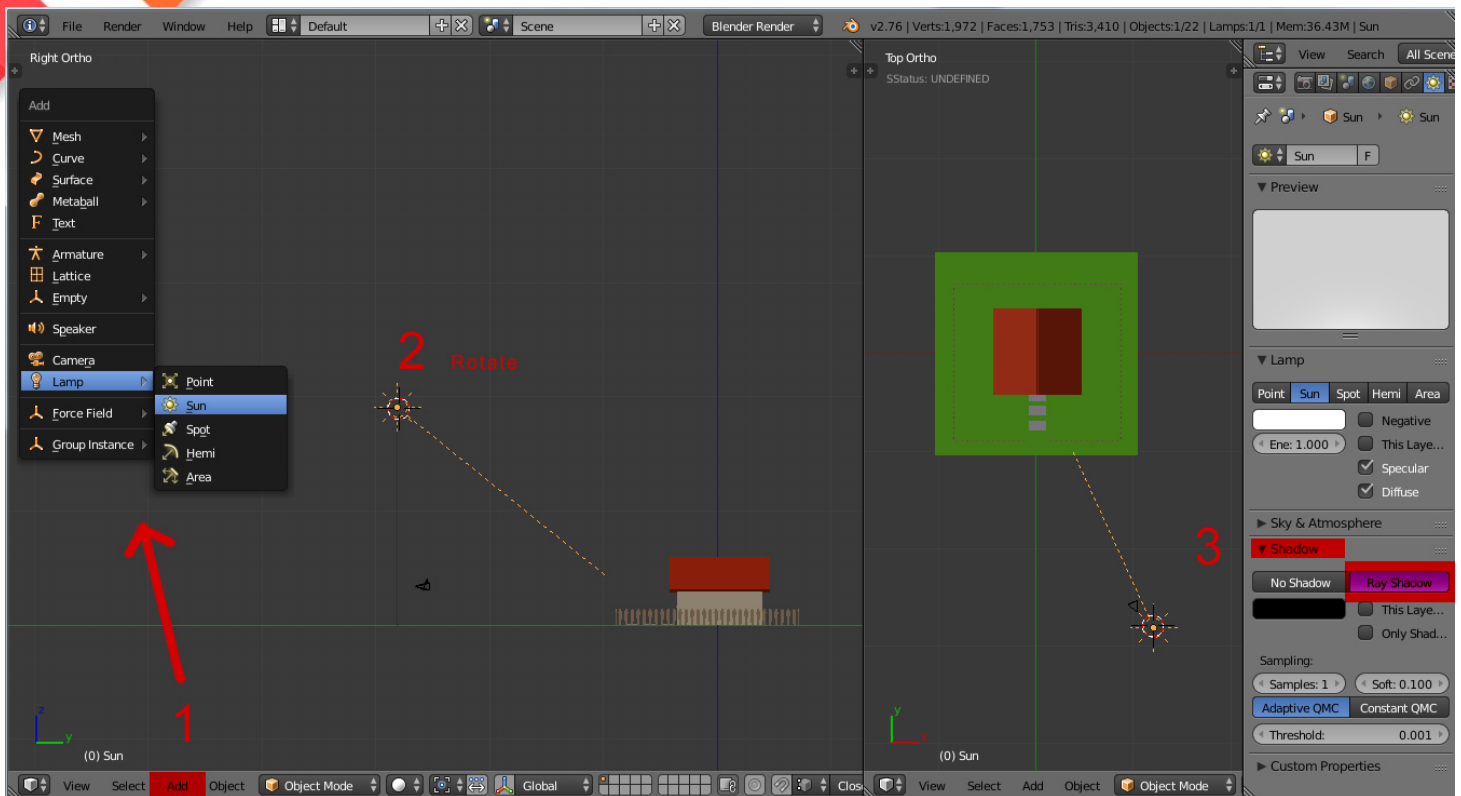 File Render Window Help Default Scene Blender Render v2.76 | Verts:1,972 | Faces:1,753 | Tris:3,410 | Objects:1/22 | Lamps:1/1 | Mem:36.43M | Sun
Right Ortho
Add
Mesh
Curve
Surface
Metaball
Text
Armature
Lattice
Empty
Speaker
Camera
Lamp
Force Field
Group Instance
Point
Sun
Spot
Hemi
Area
2 Rotate
1
z
y
(0) Sun
View Select Add Object Object Mode Global Clos
Top Ortho
SStatus: UNDEFINED
3
y
x
(0) Sun
View Select Add Object Object Mode
View Search All Scene
Sun Sun
Sun F
Preview
Lamp
Point Sun Spot Hemi Area
Negative
Ene: 1.000 This Laye...
Specular
Diffuse
Sky & Atmosphere
Shadow
No Shadow Ray Shadow
This Laye...
Only Shad...
Sampling:
Samples: 1 Soft: 0.100
Adaptive QMC Constant QMC
Threshold: 0.001
Custom Properties